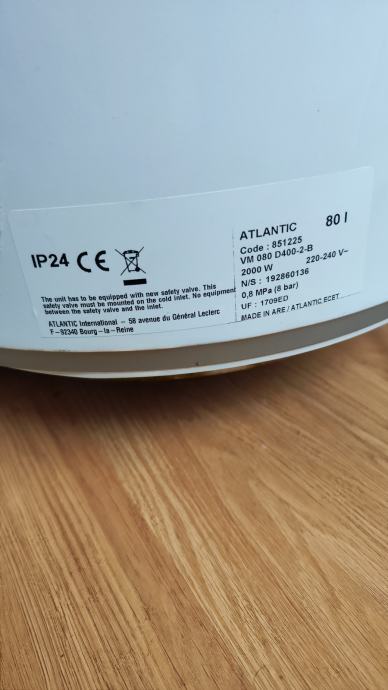 IP24 CE
The unit has to be equipped with new safety valve. This
safety valve must be mounted on the cold inlet. No equipment
between the safety valve and the inlet.
ATLANTIC International - 58 avenue du Général Leclerc
F-92340 Bourg-la-Reine
ATLANTIC 80 l
Code : 851225
VM 080 D400-2-B
2000 W 220-240 V~
N/S : 192860136
0,8 MPa (8 bar)
UF : 1709ED
MADE IN ARE / ATLANTIC ECET